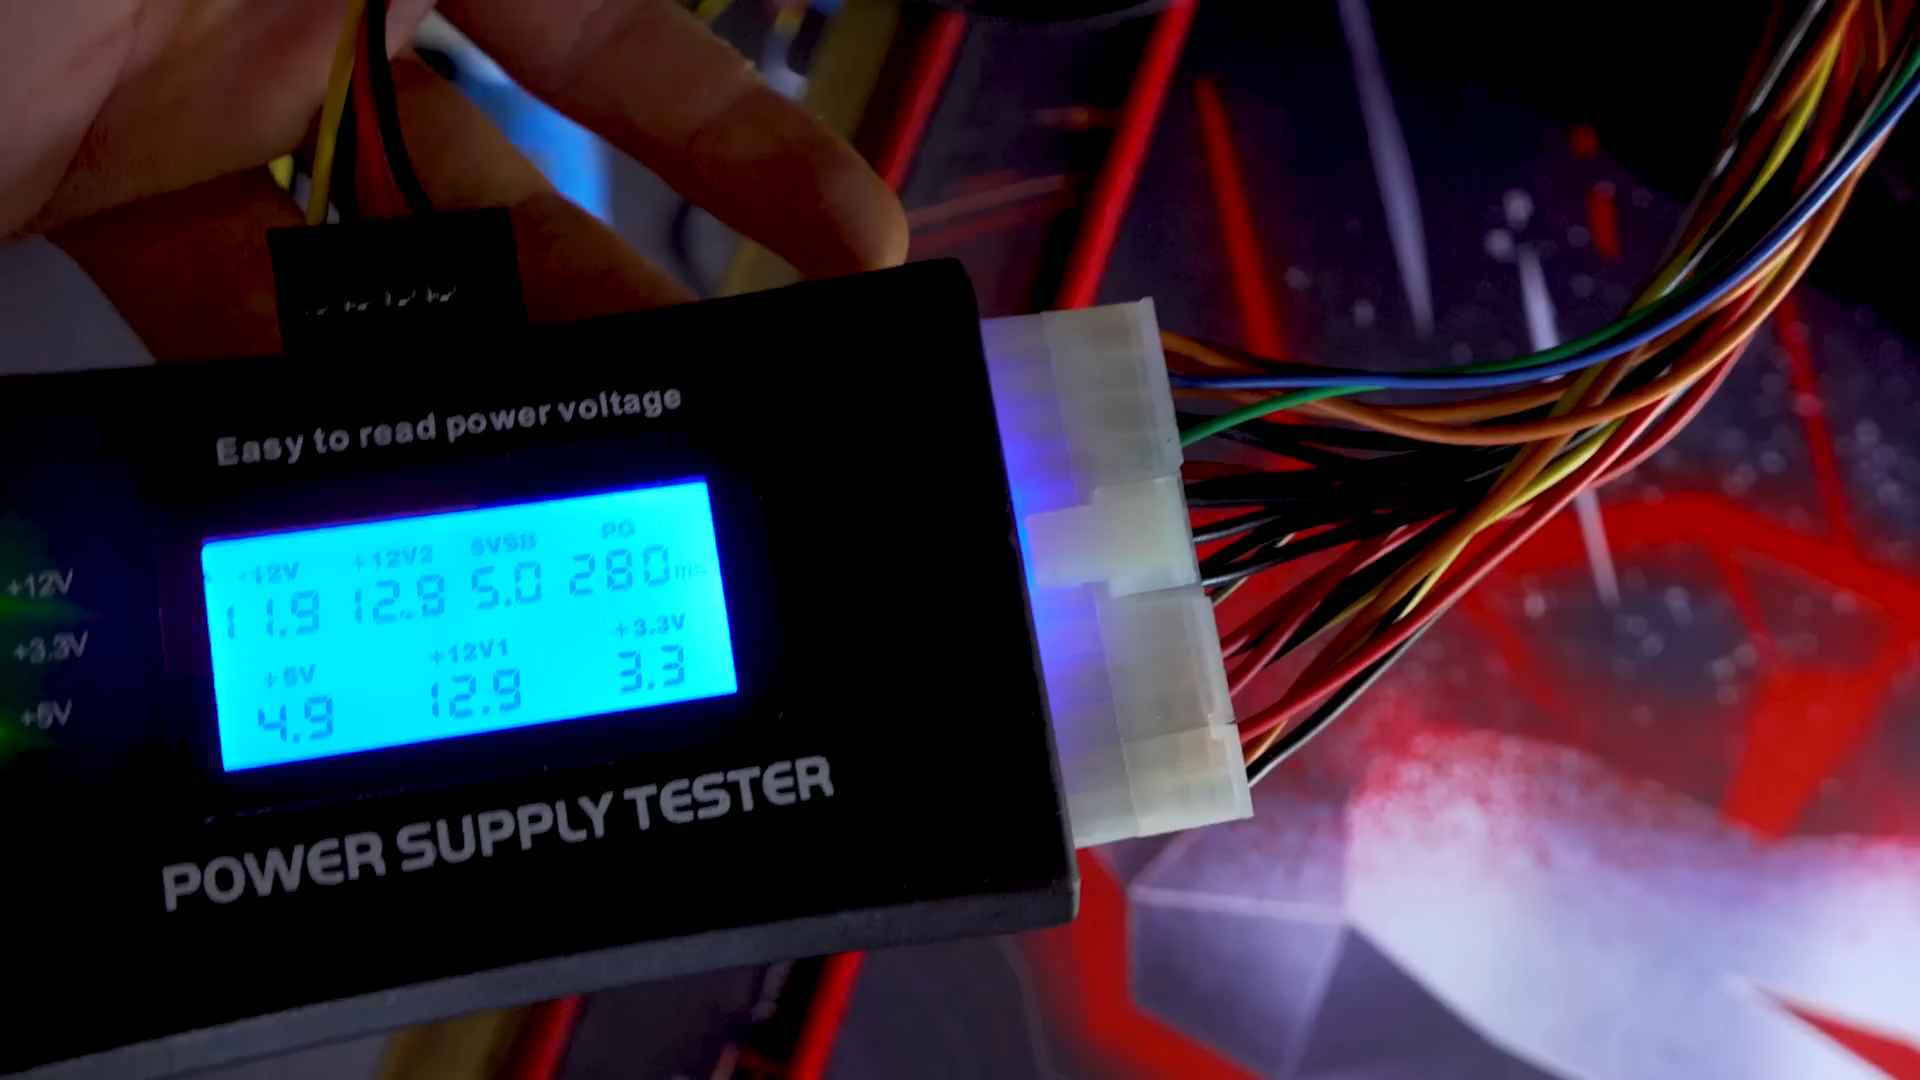 Easy to read power voltage
-12V +12V2 5VSB PG
11.9 12.8 5.0 280ms
+5V +12V1 +3.3V
4.9 12.9 3.3
+12V
+3.3V
+5V
POWER SUPPLY TESTER